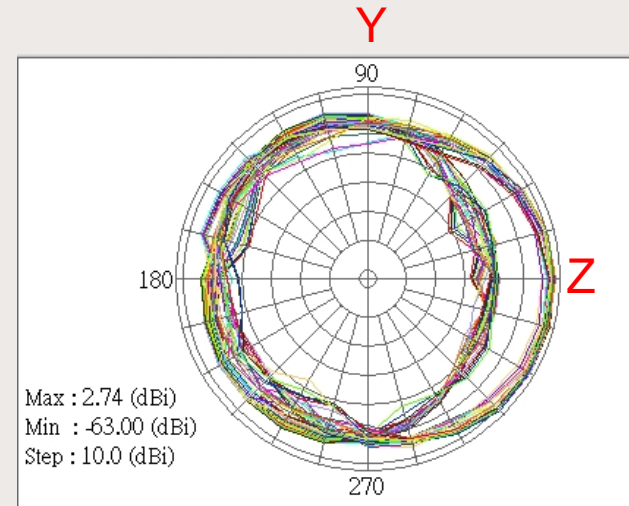 Y
90
180
Z
Max : 2.74 (dBi)
Min : -63.00 (dBi)
Step : 10.0 (dBi)
270